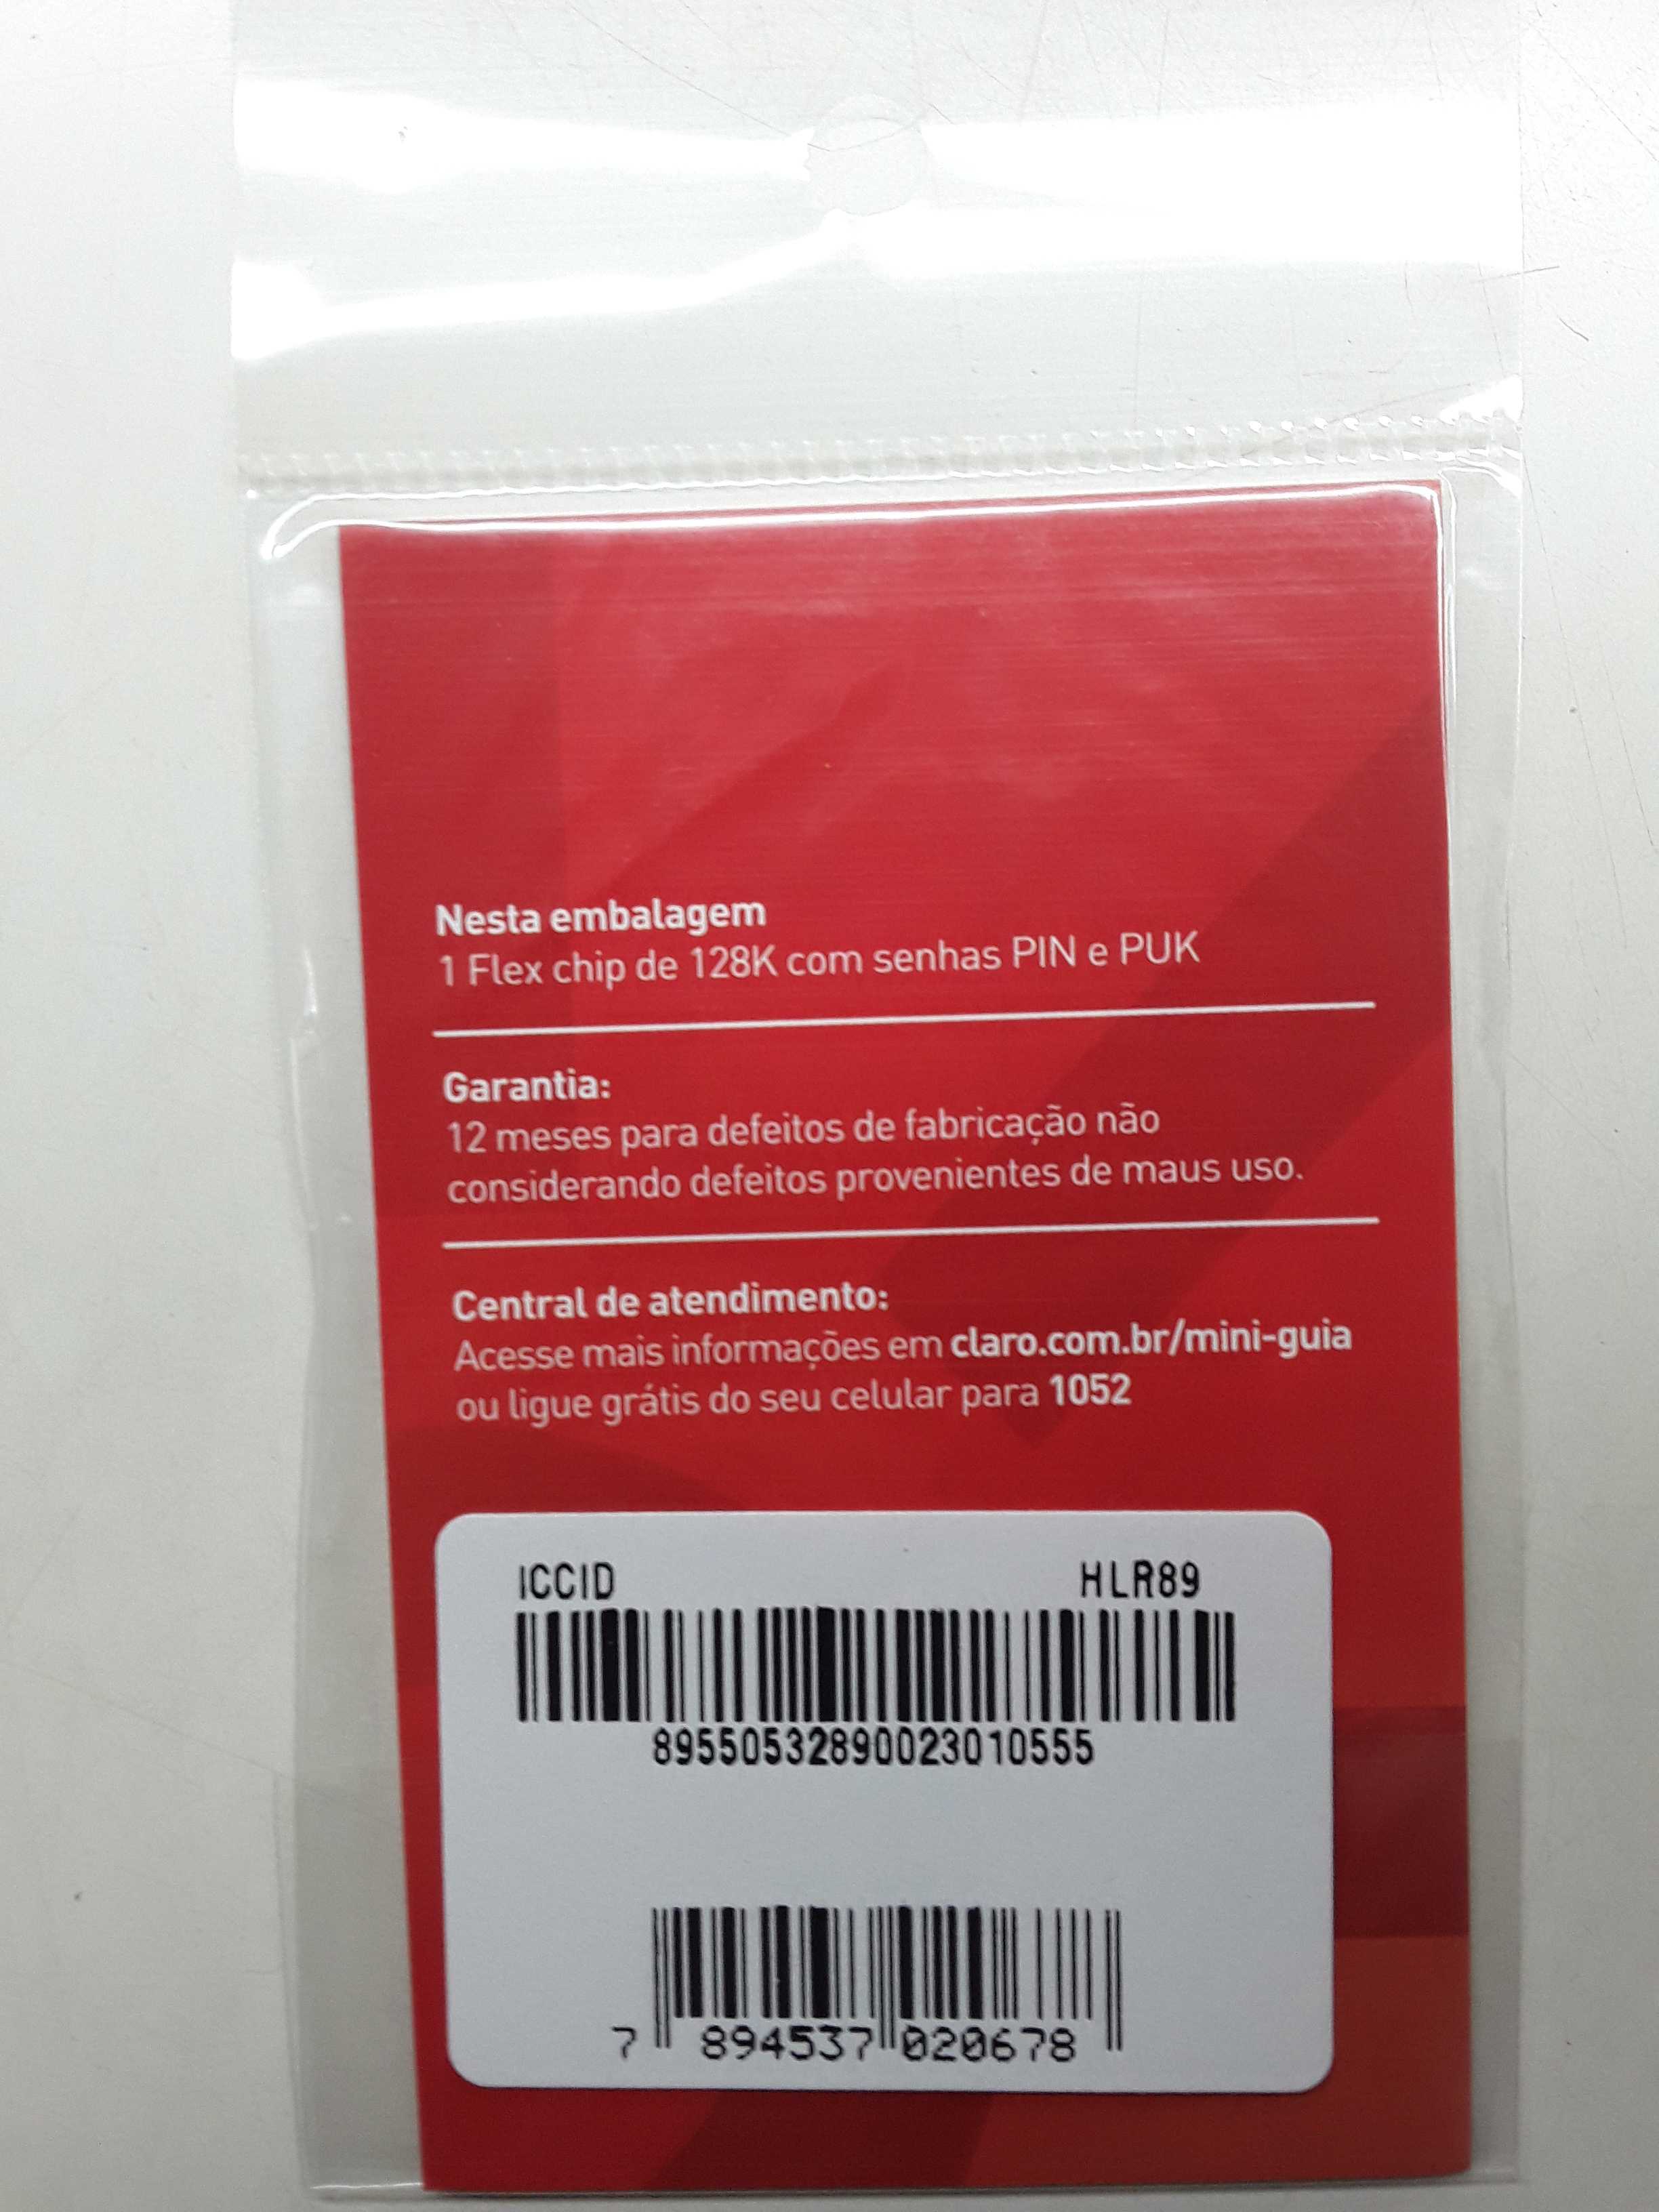 Nesta embalagem
1 Flex chip de 128K com senhas PIN e PUK
Garantia:
12 meses para defeitos de fabricação não
considerando defeitos provenientes de maus uso.
Central de atendimento:
Acesse mais informações em claro.com.br/mini-guia
ou ligue grátis do seu celular para 1052
ICCID HLR89
89550532890023010555
7 894537 020678